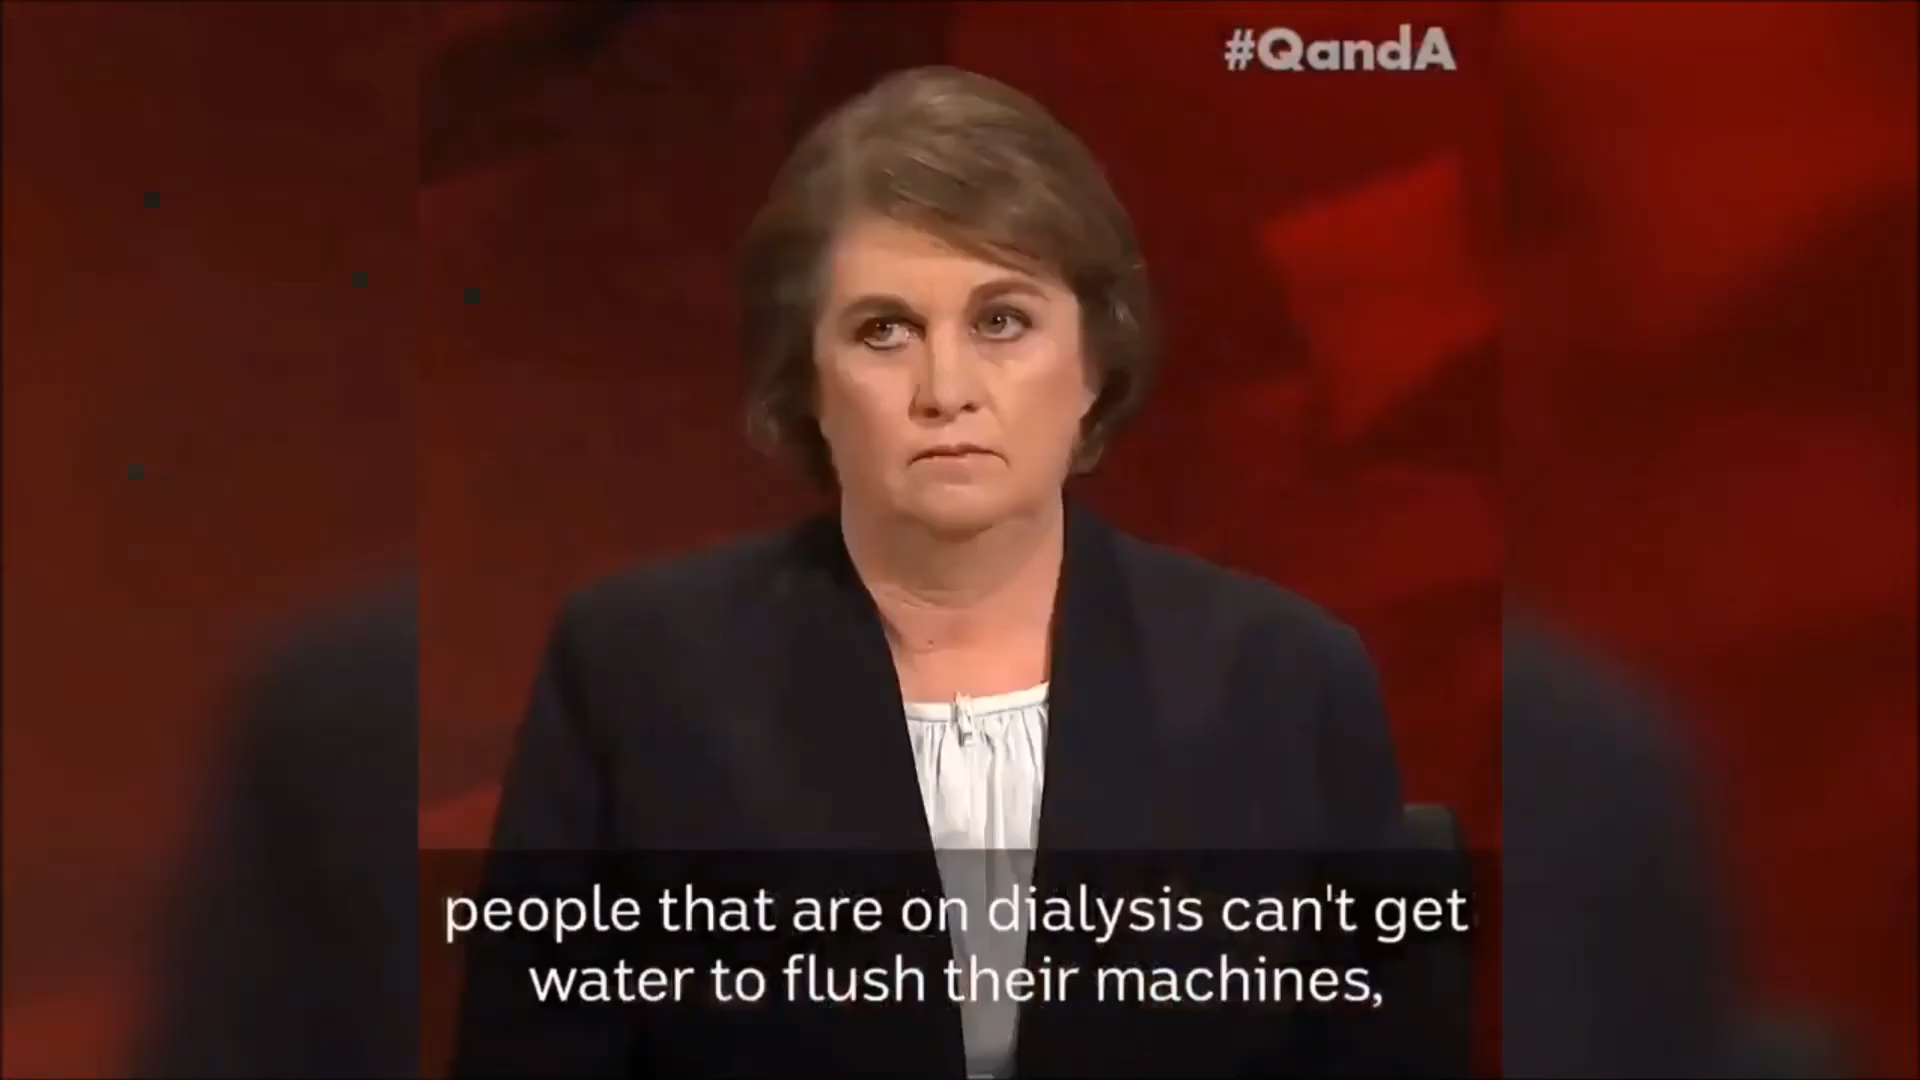 #QandA
people that are on dialysis can't get
water to flush their machines,